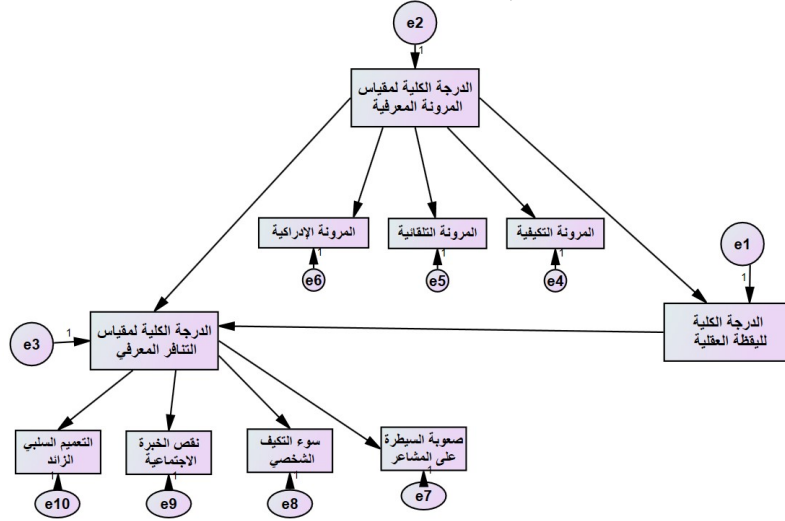 e2
1
الدرجة الكلية لمقياس
المرونة المعرفية
المرونة الإدراكية
المرونة التلقائية
المرونة التكيفية
1
1
1
e6
e5
e4
e1
1
الدرجة الكلية
لليقظة العقلية
e3
1
الدرجة الكلية لمقياس
التنافر المعرفي
التعميم السلبي
الزائد
نقص الخبرة
الاجتماعية
سوء التكيف
الشخصي
صعوبة السيطرة
على المشاعر
1
1
1
1
e10
e9
e8
e7